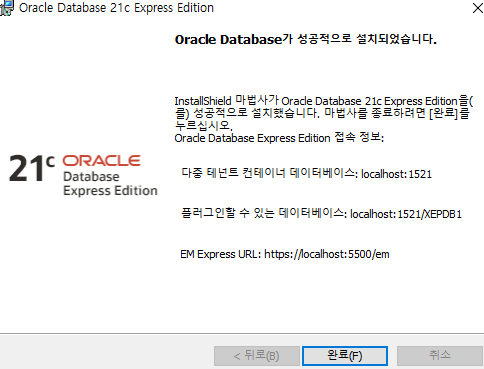 Oracle Database 21c Express Edition
Oracle Database가 성공적으로 설치되었습니다.
InstallShield 마법사가 Oracle Database 21c Express Edition을(
를) 성공적으로 설치했습니다. 마법사를 종료하려면 [완료]를
누르십시오.
Oracle Database Express Edition 접속 정보:
21c ORACLE
Database
Express Edition
다중 테넌트 컨테이너 데이터베이스: localhost:1521
플러그인할 수 있는 데이터베이스: localhost:1521/XEPDB1
EM Express URL: https://localhost:5500/em
< 뒤로(B)
완료(F)
취소